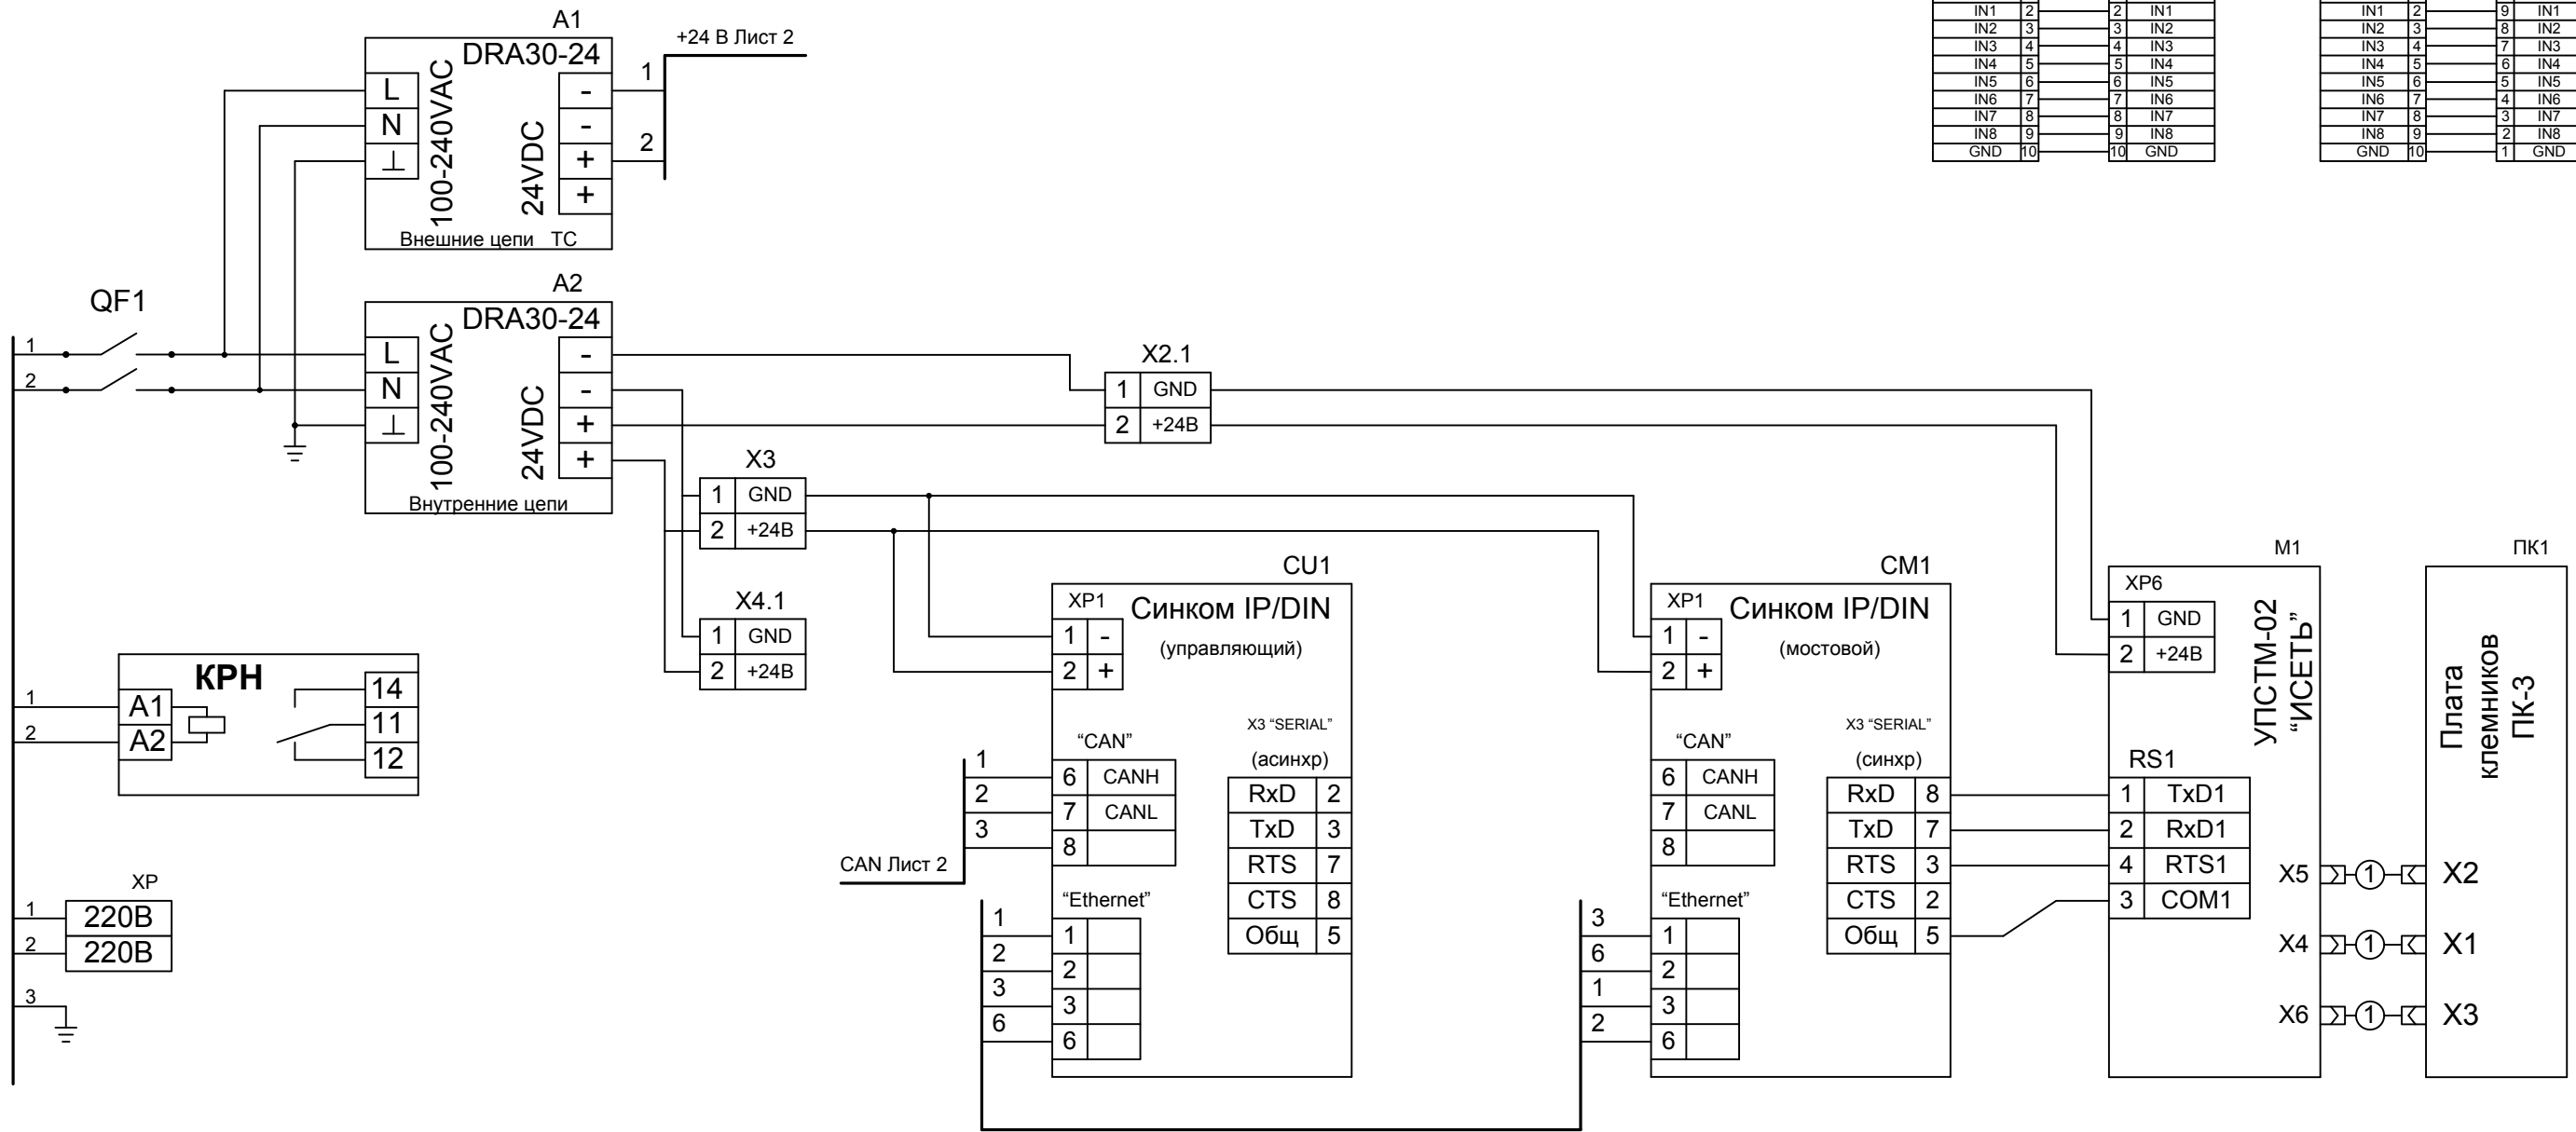 A1
DRA30-24
100-240VAC
24VDC
L
N
⊥
-
-
+
+
Внешние цепи ТС
1
2
+24 В Лист 2
IN1 2 2 IN1
IN2 3 3 IN2
IN3 4 4 IN3
IN4 5 5 IN4
IN5 6 6 IN5
IN6 7 7 IN6
IN7 8 8 IN7
IN8 9 9 IN8
GND 10 10 GND
IN1 2 9 IN1
IN2 3 8 IN2
IN3 4 7 IN3
IN4 5 6 IN4
IN5 6 5 IN5
IN6 7 4 IN6
IN7 8 3 IN7
IN8 9 2 IN8
GND 10 1 GND
QF1
1
2
A2
DRA30-24
100-240VAC
24VDC
L
N
⊥
-
-
+
+
Внутренние цепи
X2.1
1 GND
2 +24В
X3
1 GND
2 +24В
X4.1
1 GND
2 +24В
КРН
1
2
A1
A2
14
11
12
XP
1 220В
2 220В
3
CU1
XP1
Синком IP/DIN
(управляющий)
1 -
2 +
X3 “SERIAL”
(асинхр)
“CAN”
1 6 CANH
2 7 CANL
3 8
CAN Лист 2
RxD 2
TxD 3
RTS 7
CTS 8
Общ 5
“Ethernet”
1 1
2 2
3 3
6 6
CM1
XP1
Синком IP/DIN
(мостовой)
1 -
2 +
X3 “SERIAL”
(синхр)
“CAN”
6 CANH
7 CANL
8
RxD 8
TxD 7
RTS 3
CTS 2
Общ 5
“Ethernet”
3 1
6 2
1 3
2 6
M1
XP6
1 GND
2 +24В
УПСТМ-02
“ИСЕТЬ”
RS1
1 TxD1
2 RxD1
4 RTS1
3 COM1
X5 1 X2
X4 1 X1
X6 1 X3
ПК1
Плата
клемников
ПК-3